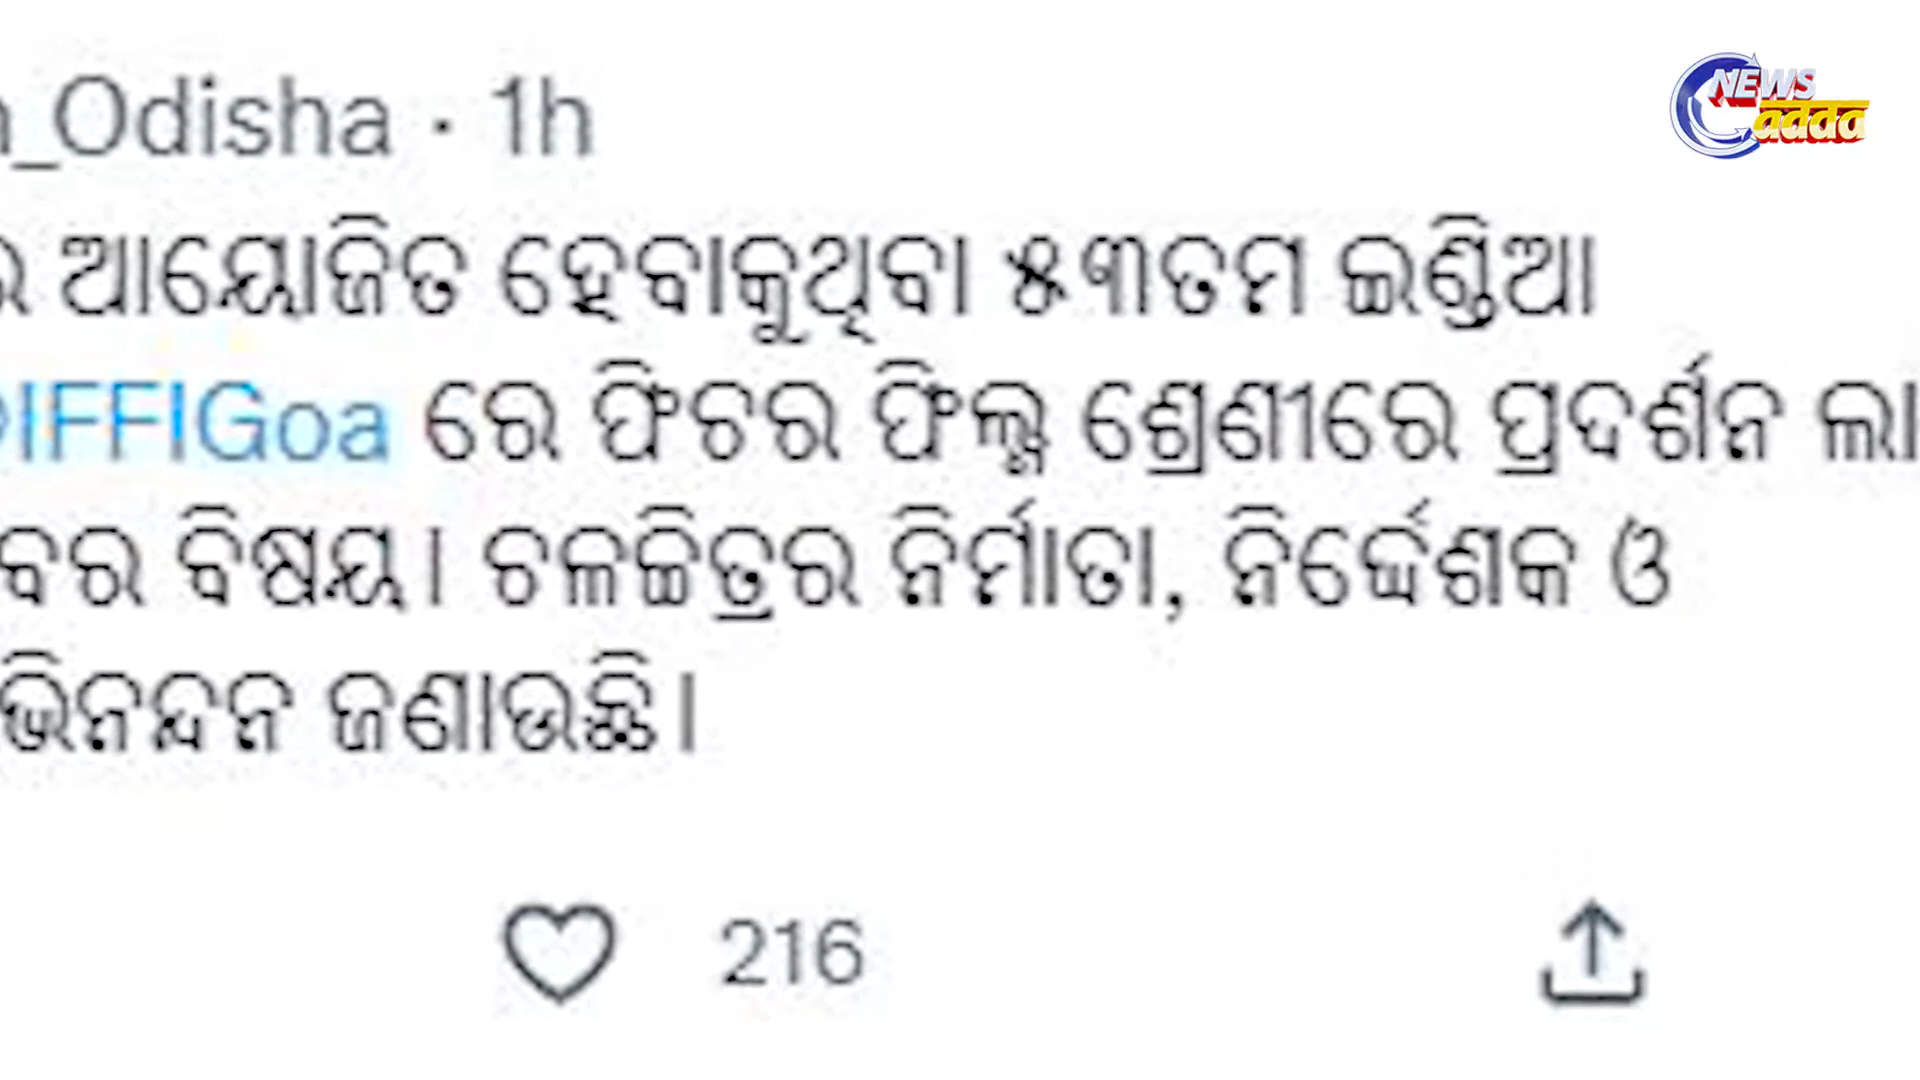 _Odisha · 1h
NEWS
adda
ଆୟୋଜିତ ହେବାକୁଥିବା ୫୩ତମ ଇଣ୍ଡିଆ
@IFFIGoa ରେ ଫିଚର ଫିଲ୍ମ ଶ୍ରେଣୀରେ ପ୍ରଦର୍ଶନ ଲା
ବର ବିଷୟ। ଚଳଚ୍ଚିତ୍ରର ନିର୍ମାତା, ନିର୍ଦ୍ଦେଶକ ଓ
ଭିନନ୍ଦନ ଜଣାଉଛି।
216